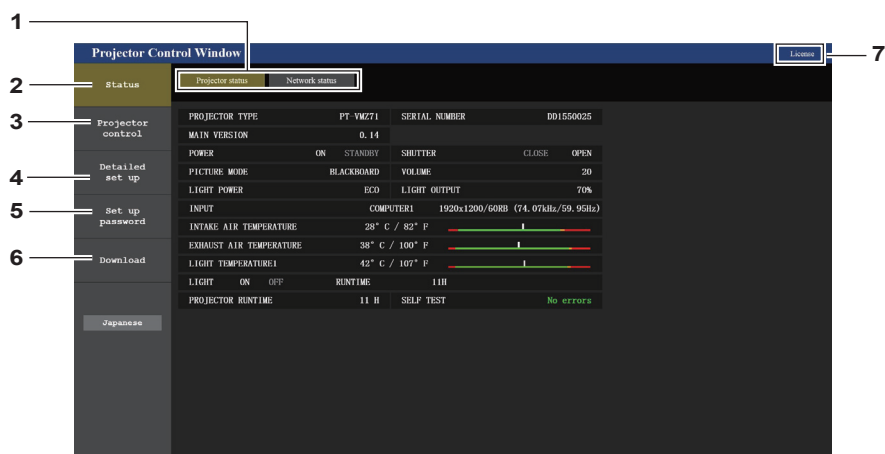 1
Projector Control Window
License
7
2
Status
Projector status
Network status
3
Projector
control
4
Detailed
set up
5
Set up
password
6
Download
Japanese
PROJECTOR TYPE PT-VMZ71 SERIAL NUMBER DD1550025
MAIN VERSION 0.14
POWER ON STANDBY SHUTTER CLOSE OPEN
PICTURE MODE BLACKBOARD VOLUME 20
LIGHT POWER ECO LIGHT OUTPUT 70%
INPUT COMPUTER1 1920x1200/60RB (74.07kHz/59.95Hz)
INTAKE AIR TEMPERATURE 28° C / 82° F
EXHAUST AIR TEMPERATURE 38° C / 100° F
LIGHT TEMPERATURE1 42° C / 107° F
LIGHT ON OFF RUNTIME 11H
PROJECTOR RUNTIME 11 H SELF TEST No errors